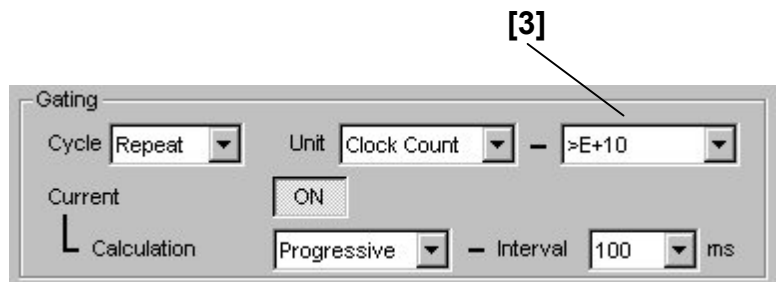 [3]
Gating
Cycle Repeat Unit Clock Count – >E+10
Current ON
Calculation Progressive – Interval 100 ms